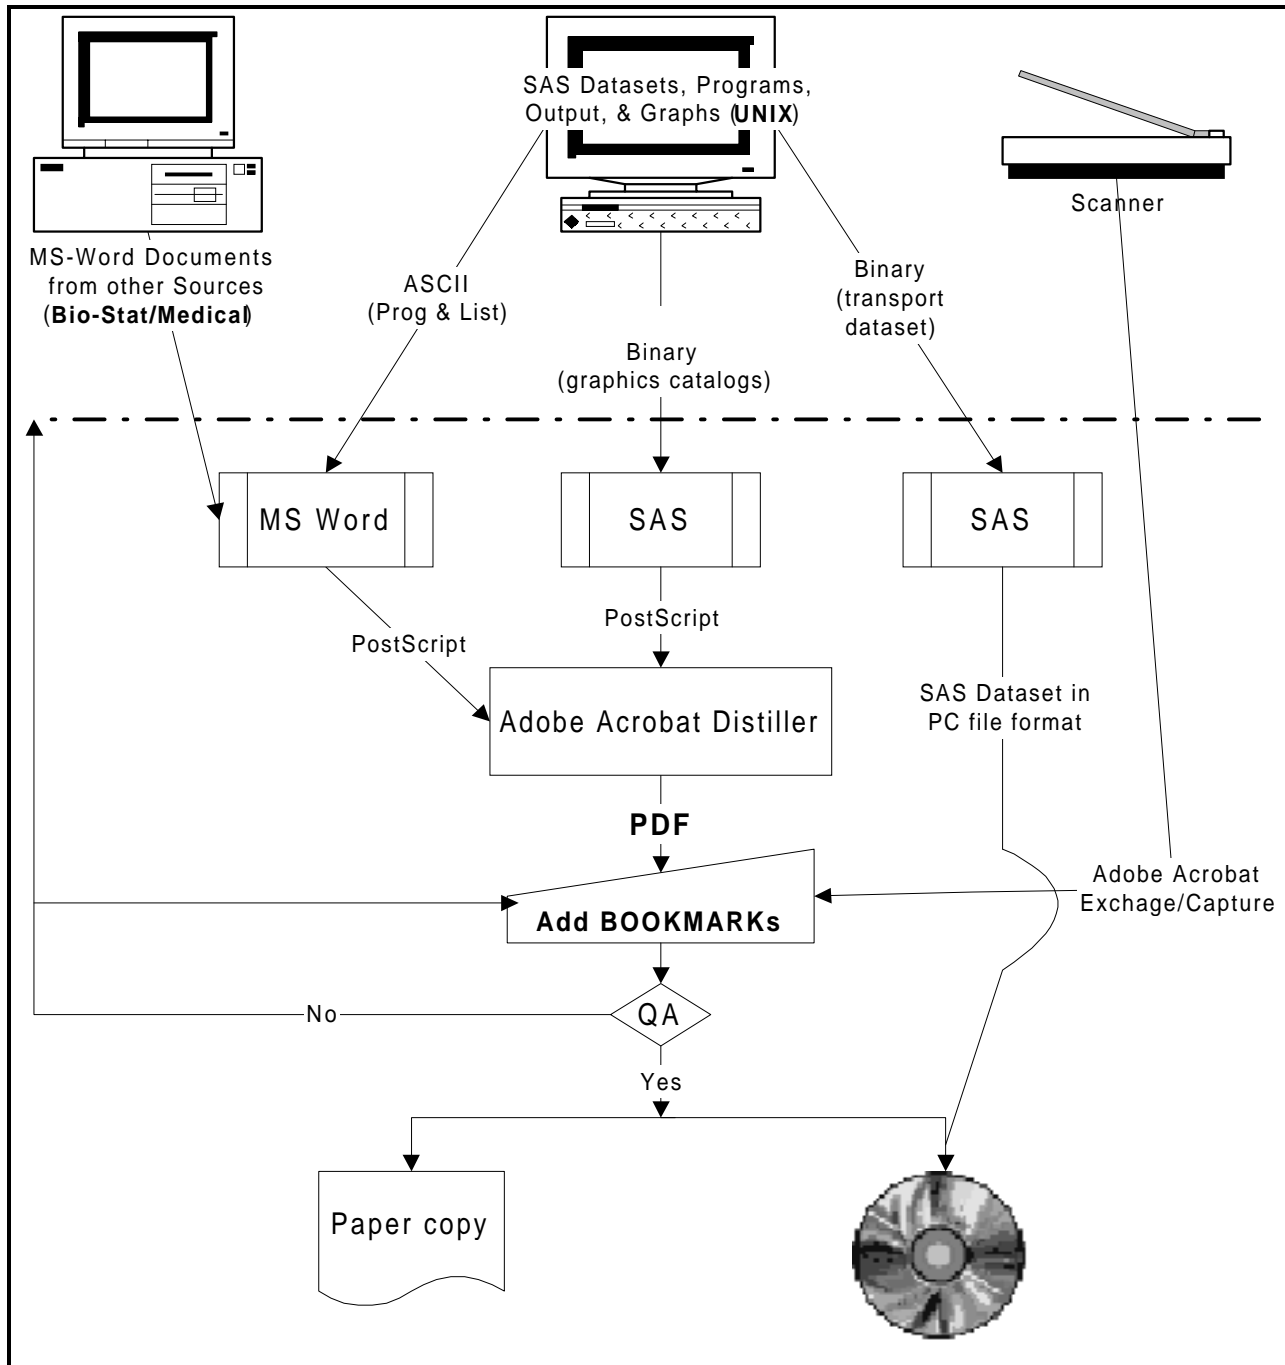 SAS Datasets, Programs,
Output, & Graphs (UNIX)
Scanner
MS-Word Documents
from other Sources
(Bio-Stat/Medical)
ASCII
(Prog & List)
Binary
(graphics catalogs)
Binary
(transport
dataset)
MS Word
SAS
SAS
PostScript
PostScript
Adobe Acrobat Distiller
SAS Dataset in
PC file format
PDF
Add BOOKMARKs
Adobe Acrobat
Exchage/Capture
No
QA
Yes
Paper copy